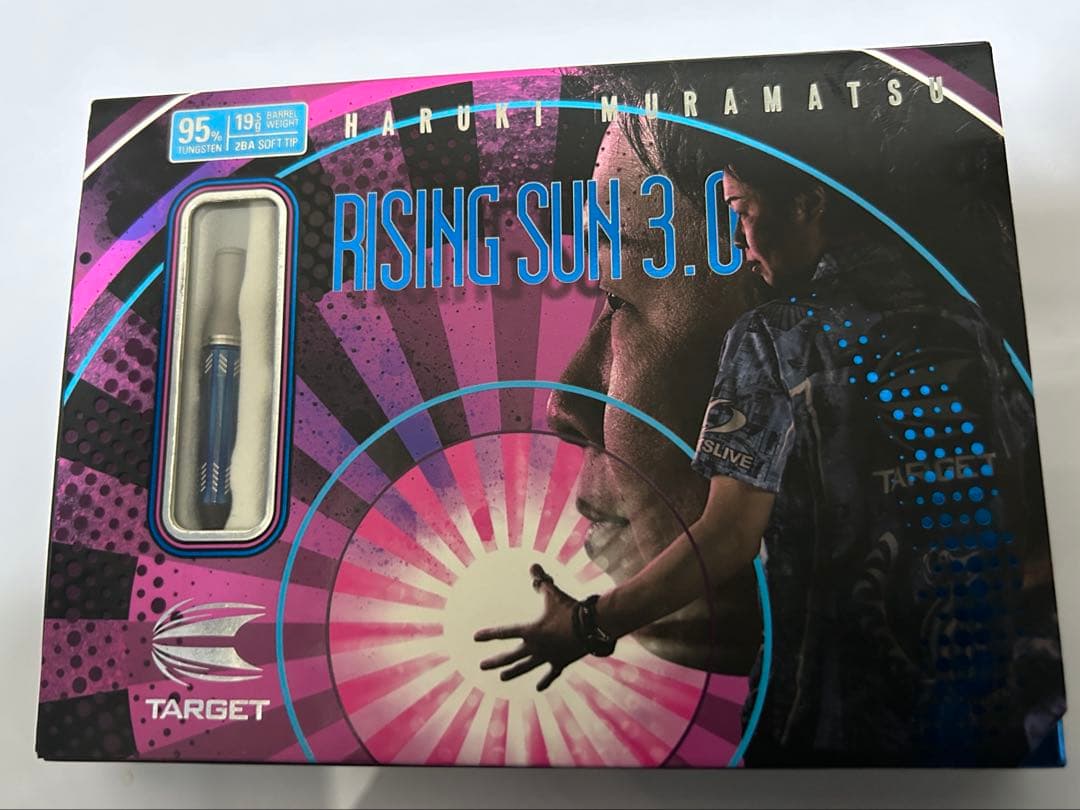 HARUKI MURAMATSU
95% TUNGSTEN
19.5g BARREL WEIGHT
2BA SOFT TIP
RISING SUN 3.0
SLIVE
TARGET
TARGET